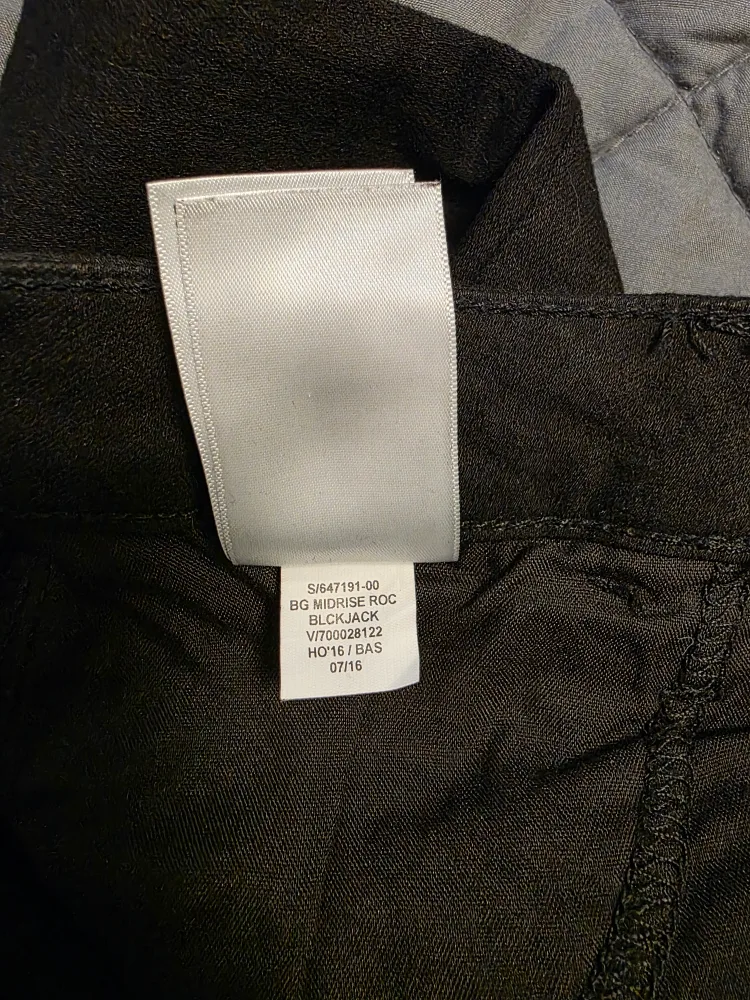 S/647191-00
BG MIDRISE ROC
BLCKJACK
V/700028122
HO'16 / BAS
07/16